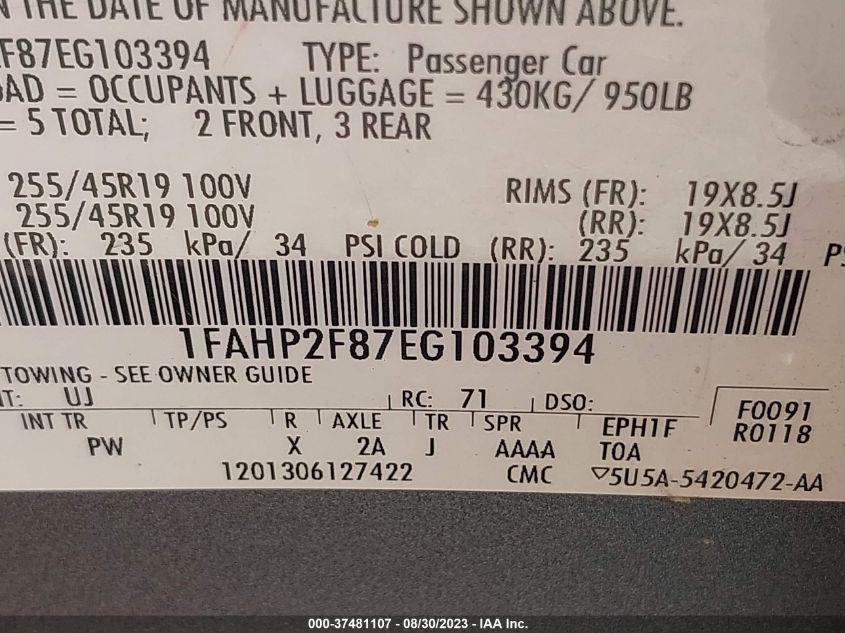 THE DATE OF MANUFACTURE SHOWN ABOVE.
F87EG103394 TYPE: Passenger Car
= OCCUPANTS + LUGGAGE = 430KG/ 950LB
= 5 TOTAL; 2 FRONT, 3 REAR
255/45R19 100V RIMS (FR): 19X8.5J
255/45R19 100V (RR): 19X8.5J
(FR): 235 kPa/ 34 PSI COLD (RR): 235 kPa/ 34 PS
1FAHP2F87EG103394
TOWING - SEE OWNER GUIDE
T: UJ RC: 71 DSO:
INT TR TP/PS R AXLE TR SPR EPH1F F0091
PW X 2A J AAAA TOA R0118
1201306127422 CMC ▽5U5A-5420472-AA
000-37481107 - 08/30/2023 - IAA Inc.